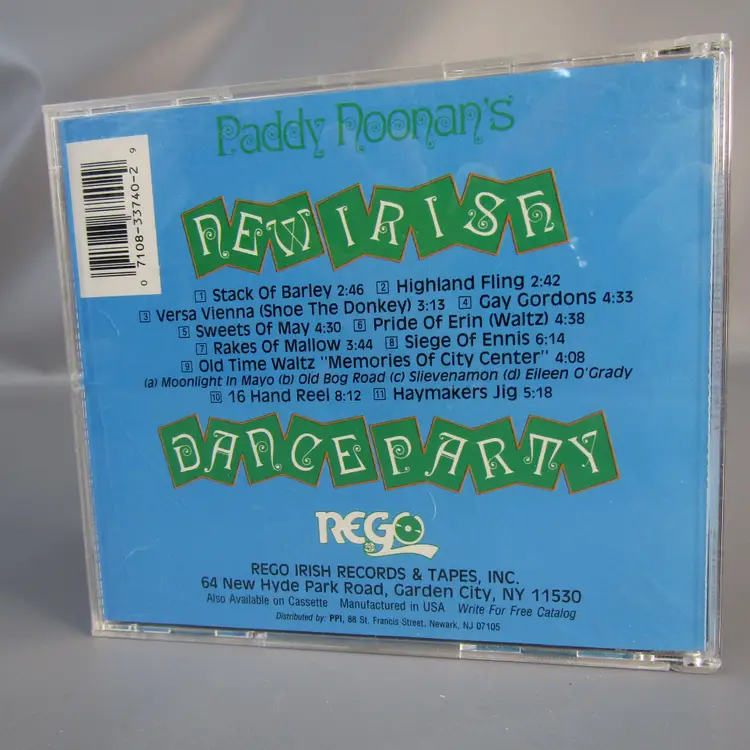 Paddy Noonan's
0 7108-33740-2 9
NEW IRISH
1 Stack Of Barley 2:46 2 Highland Fling 2:42
3 Versa Vienna (Shoe The Donkey) 3:13 4 Gay Gordons 4:33
5 Sweets Of May 4:30 6 Pride Of Erin (Waltz) 4:38
7 Rakes Of Mallow 3:44 8 Siege Of Ennis 6:14
9 Old Time Waltz "Memories of City Center" 4:08
(a) Moonlight In Mayo (b) Old Bog Road (c) Slievenamon (d) Eileen O'Grady
10 16 Hand Reel 8:12 11 Haymakers Jig 5:18
DANCE PARTY
REGO
REGO IRISH RECORDS & TAPES, INC.
64 New Hyde Park Road, Garden City, NY 11530
Also Available on Cassette Manufactured in USA Write For Free Catalog
Distributed by: PPI, 88 St. Francis Street, Newark, NJ 07105